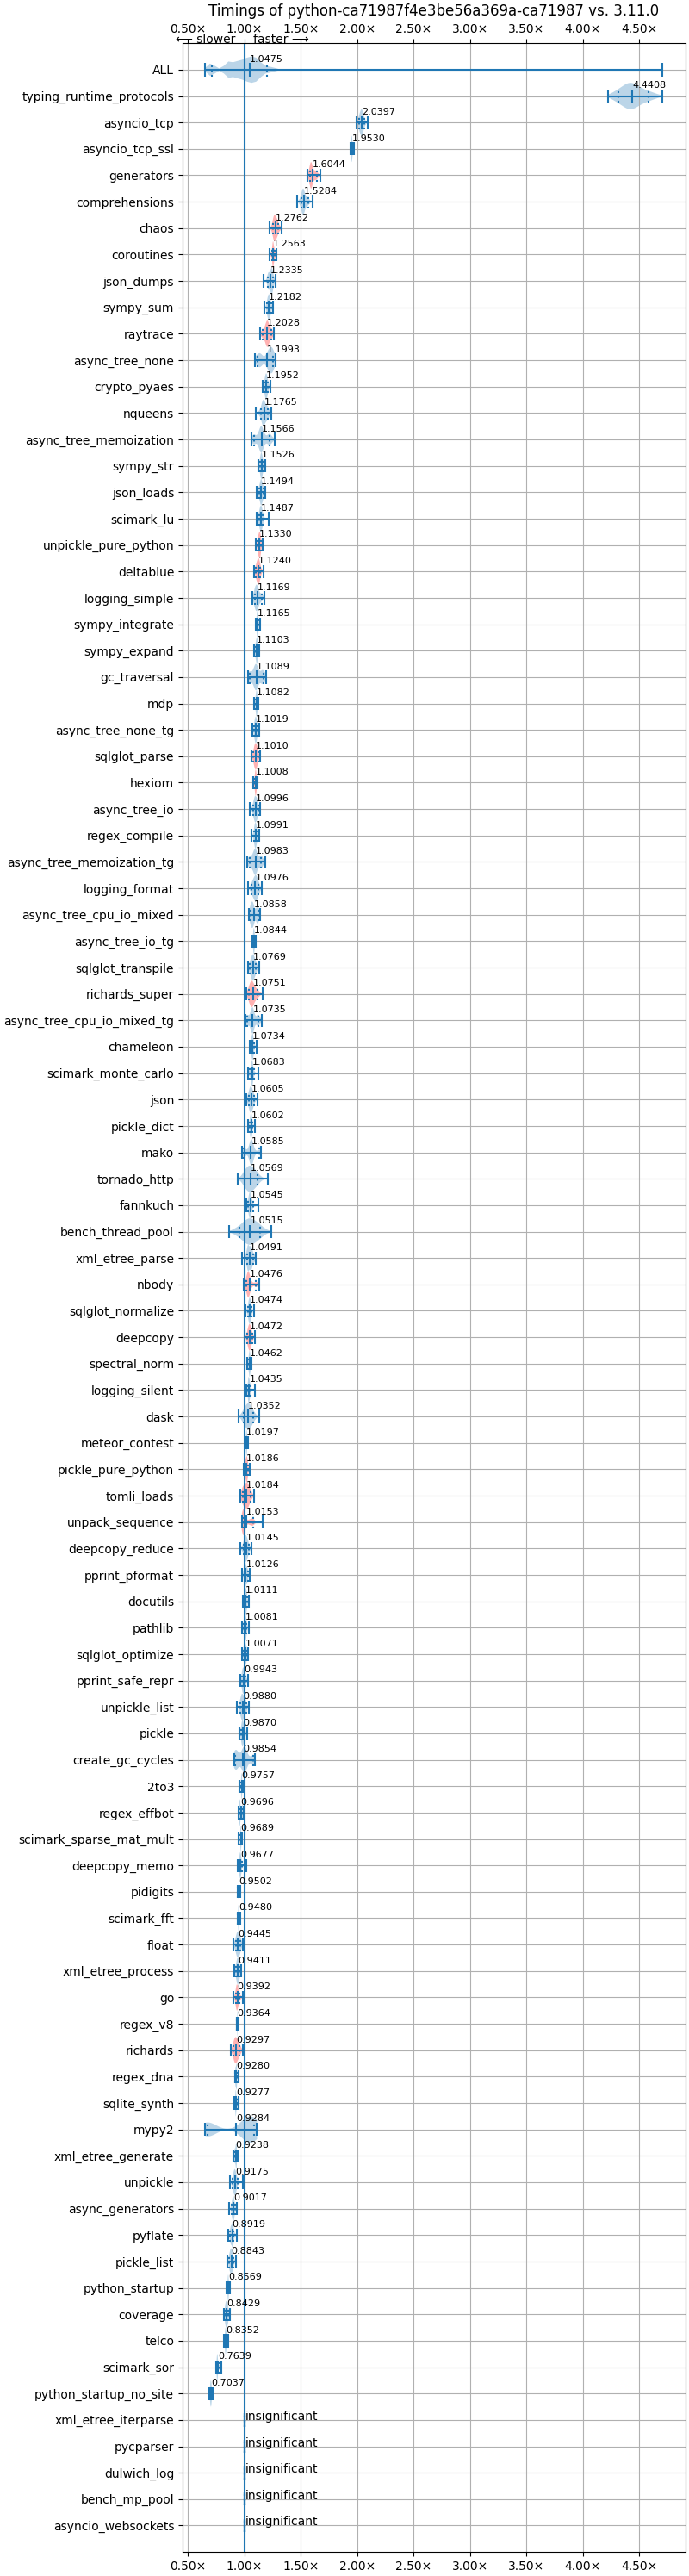 Timings of python-ca71987f4e3be56a369a-ca71987 vs. 3.11.0
0.50× 1.00× 1.50× 2.00× 2.50× 3.00× 3.50× 4.00× 4.50×
←— slower faster —→
ALL 1.0475
typing_runtime_protocols 4.4408
asyncio_tcp 2.0397
asyncio_tcp_ssl 1.9530
generators 1.6044
comprehensions 1.5284
chaos 1.2762
coroutines 1.2563
json_dumps 1.2335
sympy_sum 1.2182
raytrace 1.2028
async_tree_none 1.1993
crypto_pyaes 1.1952
nqueens 1.1765
async_tree_memoization 1.1566
sympy_str 1.1526
json_loads 1.1494
scimark_lu 1.1487
unpickle_pure_python 1.1330
deltablue 1.1240
logging_simple 1.1169
sympy_integrate 1.1165
sympy_expand 1.1103
gc_traversal 1.1089
mdp 1.1082
async_tree_none_tg 1.1019
sqlglot_parse 1.1010
hexiom 1.1008
async_tree_io 1.0996
regex_compile 1.0991
async_tree_memoization_tg 1.0983
logging_format 1.0976
async_tree_cpu_io_mixed 1.0858
async_tree_io_tg 1.0844
sqlglot_transpile 1.0769
richards_super 1.0751
async_tree_cpu_io_mixed_tg 1.0735
chameleon 1.0734
scimark_monte_carlo 1.0683
json 1.0605
pickle_dict 1.0602
mako 1.0585
tornado_http 1.0569
fannkuch 1.0545
bench_thread_pool 1.0515
xml_etree_parse 1.0491
nbody 1.0476
sqlglot_normalize 1.0474
deepcopy 1.0472
spectral_norm 1.0462
logging_silent 1.0435
dask 1.0352
meteor_contest 1.0197
pickle_pure_python 1.0186
tomli_loads 1.0184
unpack_sequence 1.0153
deepcopy_reduce 1.0145
pprint_pformat 1.0126
docutils 1.0111
pathlib 1.0081
sqlglot_optimize 1.0071
pprint_safe_repr 0.9943
unpickle_list 0.9880
pickle 0.9870
create_gc_cycles 0.9854
2to3 0.9757
regex_effbot 0.9696
scimark_sparse_mat_mult 0.9689
deepcopy_memo 0.9677
pidigits 0.9502
scimark_fft 0.9480
float 0.9445
xml_etree_process 0.9411
go 0.9392
regex_v8 0.9364
richards 0.9297
regex_dna 0.9280
sqlite_synth 0.9277
mypy2 0.9284
xml_etree_generate 0.9238
unpickle 0.9175
async_generators 0.9017
pyflate 0.8919
pickle_list 0.8843
python_startup 0.8569
coverage 0.8429
telco 0.8352
scimark_sor 0.7639
python_startup_no_site 0.7037
xml_etree_iterparse insignificant
pycparser insignificant
dulwich_log insignificant
bench_mp_pool insignificant
asyncio_websockets insignificant
0.50× 1.00× 1.50× 2.00× 2.50× 3.00× 3.50× 4.00× 4.50×